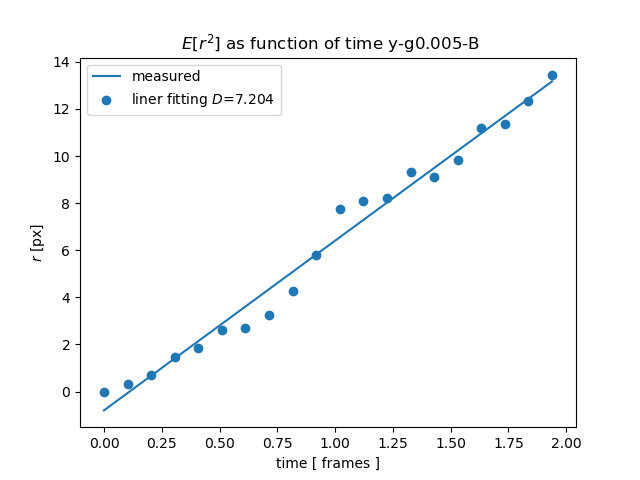 E[r²] as function of time y-g0.005-B
measured
liner fitting D=7.204
14
12
10
8
6
4
2
0
r [px]
0.00 0.25 0.50 0.75 1.00 1.25 1.50 1.75 2.00
time [ frames ]